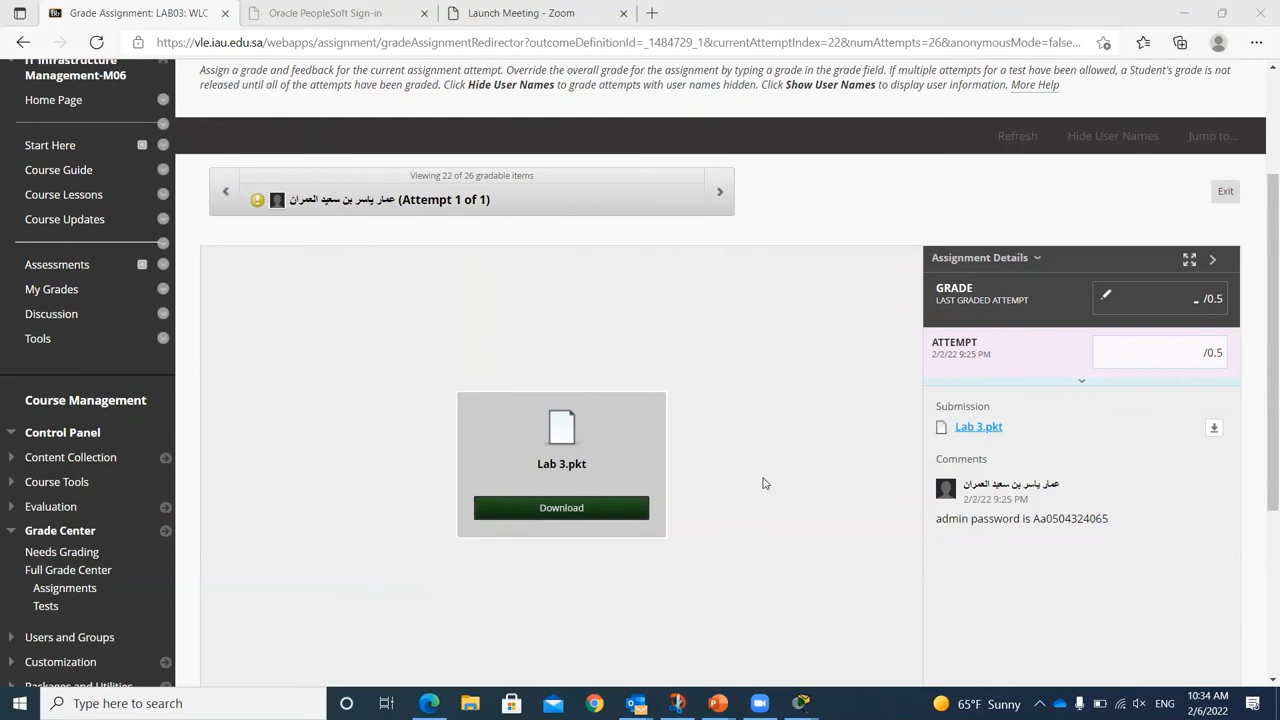 Grade Assignment: LAB03: WLC
Oracle PeopleSoft Sign-in
Launch Meeting - Zoom
https://vle.iau.edu.sa/webapps/assignment/gradeAssignmentRedirector?outcomeDefinitionId=_1484729_1&currentAttemptIndex=22&numAttempts=26&anonymousMode=false...
IT Infrastructure
Management-M06
Home Page
Start Here
Course Guide
Course Lessons
Course Updates
Assessments
My Grades
Discussion
Tools
Course Management
Control Panel
Content Collection
Course Tools
Evaluation
Grade Center
Needs Grading
Full Grade Center
Assignments
Tests
Users and Groups
Customization
Packages and Utilities
Assign a grade and feedback for the current assignment attempt. Override the overall grade for the assignment by typing a grade in the grade field. If multiple attempts for a test have been allowed, a Student's grade is not
released until all of the attempts have been graded. Click Hide User Names to grade attempts with user names hidden. Click Show User Names to display user information. More Help
Refresh Hide User Names Jump to...
Viewing 22 of 26 gradable items
عمار ياسر بن سعيد العمران (Attempt 1 of 1)
Exit
Lab 3.pkt
Download
Assignment Details
GRADE
LAST GRADED ATTEMPT
- /0.5
ATTEMPT
2/2/22 9:25 PM
/0.5
Submission
Lab 3.pkt
Comments
عمار ياسر بن سعيد العمران
2/2/22 9:25 PM
admin password is Aa0504324065
Type here to search
65°F Sunny
ENG
10:34 AM
2/6/2022